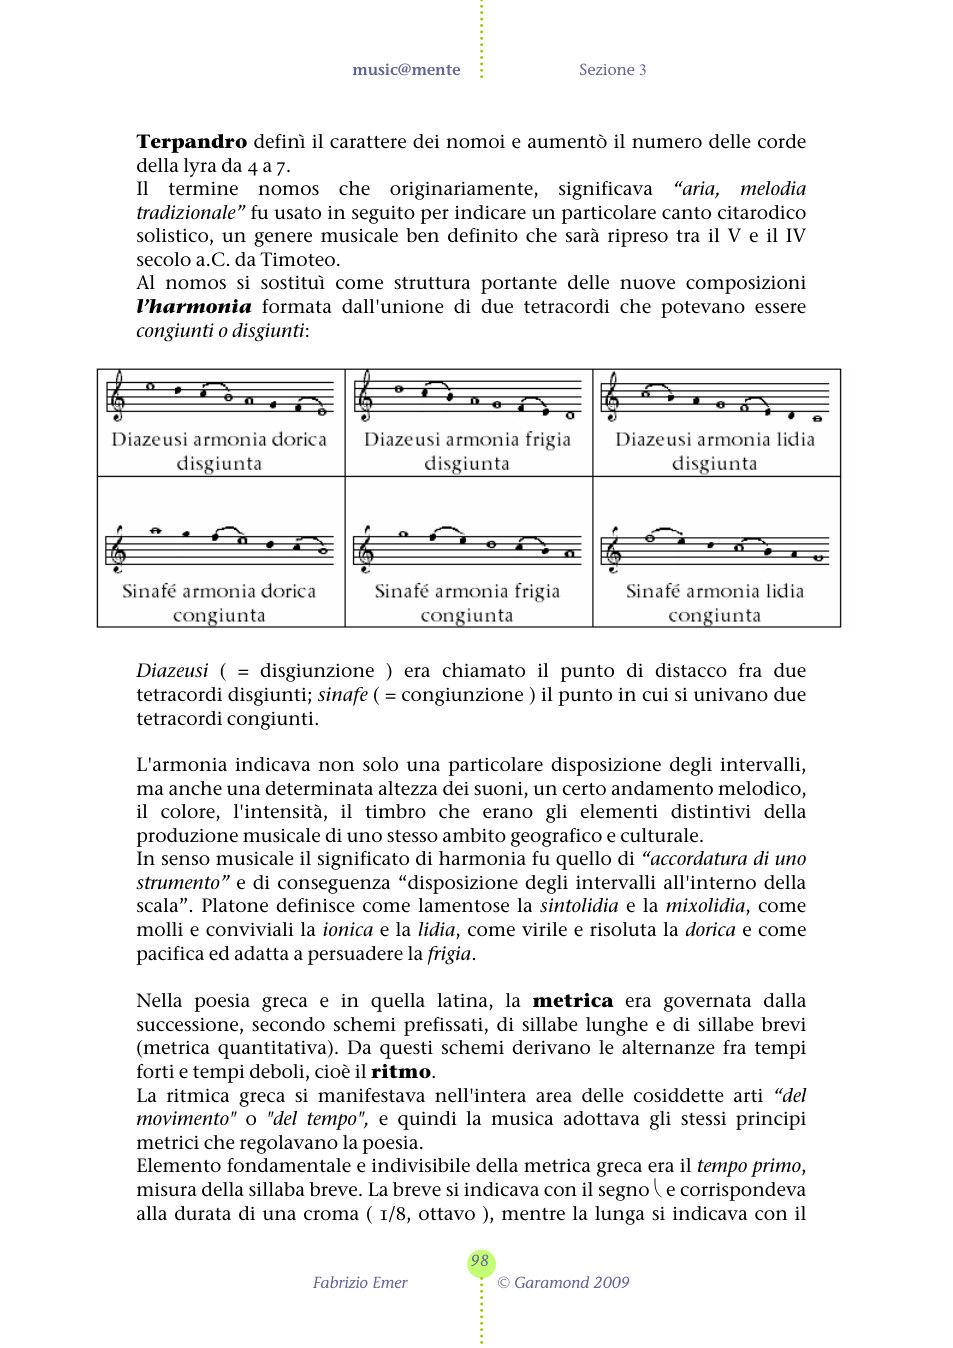 music@mente Sezione 3
Terpandro definì il carattere dei nomoi e aumentò il numero delle corde
della lyra da 4 a 7.
Il termine nomos che originariamente, significava “aria, melodia
tradizionale” fu usato in seguito per indicare un particolare canto citarodico
solistico, un genere musicale ben definito che sarà ripreso tra il V e il IV
secolo a.C. da Timoteo.
Al nomos si sostituì come struttura portante delle nuove composizioni
l’harmonia formata dall'unione di due tetracordi che potevano essere
congiunti o disgiunti:
Diazeusi armonia dorica
disgiunta
Diazeusi armonia frigia
disgiunta
Diazeusi armonia lidia
disgiunta
Sinafé armonia dorica
congiunta
Sinafé armonia frigia
congiunta
Sinafé armonia lidia
congiunta
Diazeusi ( = disgiunzione ) era chiamato il punto di distacco fra due
tetracordi disgiunti; sinafe ( = congiunzione ) il punto in cui si univano due
tetracordi congiunti.
L'armonia indicava non solo una particolare disposizione degli intervalli,
ma anche una determinata altezza dei suoni, un certo andamento melodico,
il colore, l'intensità, il timbro che erano gli elementi distintivi della
produzione musicale di uno stesso ambito geografico e culturale.
In senso musicale il significato di harmonia fu quello di “accordatura di uno
strumento” e di conseguenza “disposizione degli intervalli all'interno della
scala”. Platone definisce come lamentose la sintolidia e la mixolidia, come
molli e conviviali la ionica e la lidia, come virile e risoluta la dorica e come
pacifica ed adatta a persuadere la frigia.
Nella poesia greca e in quella latina, la metrica era governata dalla
successione, secondo schemi prefissati, di sillabe lunghe e di sillabe brevi
(metrica quantitativa). Da questi schemi derivano le alternanze fra tempi
forti e tempi deboli, cioè il ritmo.
La ritmica greca si manifestava nell'intera area delle cosiddette arti “del
movimento" o "del tempo", e quindi la musica adottava gli stessi principi
metrici che regolavano la poesia.
Elemento fondamentale e indivisibile della metrica greca era il tempo primo,
misura della sillaba breve. La breve si indicava con il segno e corrispondeva
alla durata di una croma ( 1/8, ottavo ), mentre la lunga si indicava con il
98
Fabrizio Emer © Garamond 2009